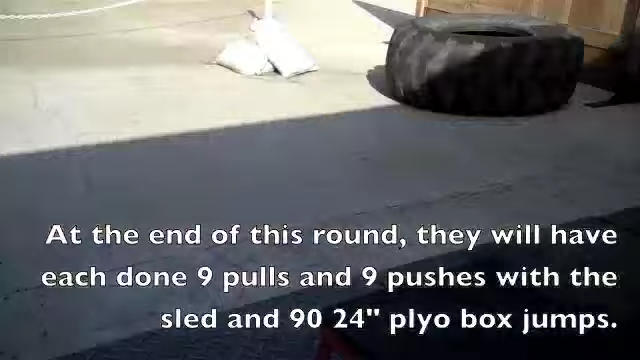 At the end of this round, they will have
each done 9 pulls and 9 pushes with the
sled and 90 24" plyo box jumps.